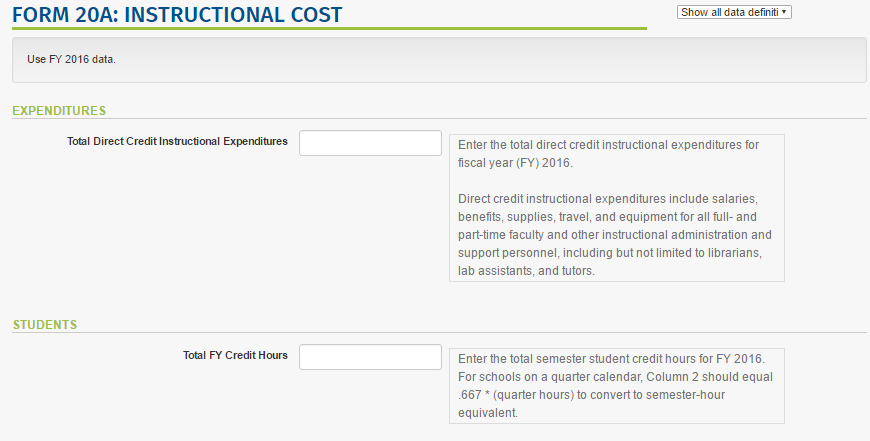 FORM 20A: INSTRUCTIONAL COST
Show all data definiti
Use FY 2016 data.
EXPENDITURES
Total Direct Credit Instructional Expenditures
Enter the total direct credit instructional expenditures for
fiscal year (FY) 2016.
Direct credit instructional expenditures include salaries,
benefits, supplies, travel, and equipment for all full- and
part-time faculty and other instructional administration and
support personnel, including but not limited to librarians,
lab assistants, and tutors.
STUDENTS
Total FY Credit Hours
Enter the total semester student credit hours for FY 2016.
For schools on a quarter calendar, Column 2 should equal
.667 * (quarter hours) to convert to semester-hour
equivalent.